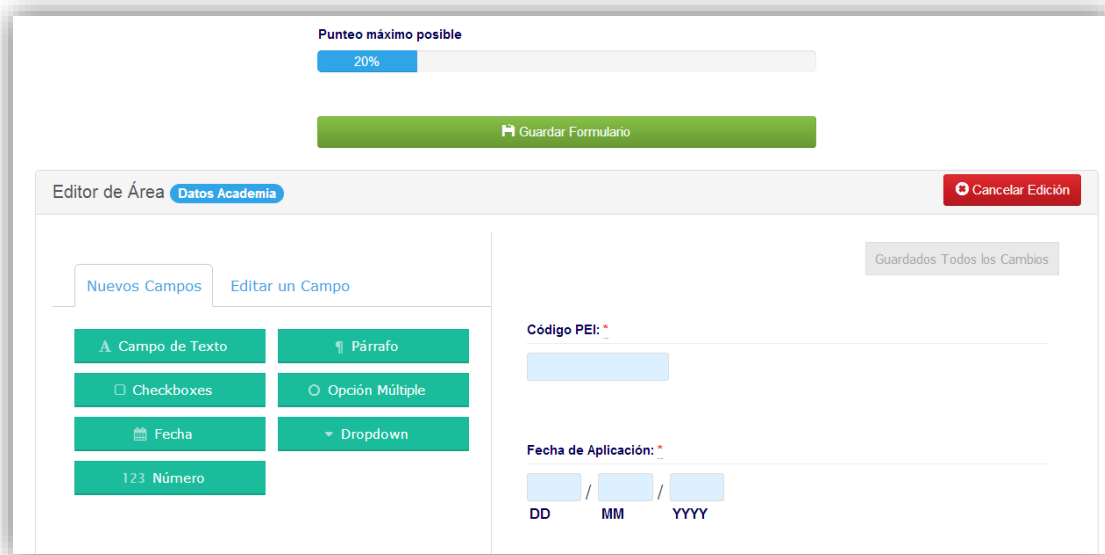 Punteo máximo posible
20%
Guardar Formulario
Editor de Área Datos Academia
Cancelar Edición
Guardados Todos los Cambios
Nuevos Campos Editar un Campo
A Campo de Texto
¶ Párrafo
Checkboxes
Opción Múltiple
Fecha
Dropdown
123 Número
Código PEI: *
Fecha de Aplicación: *
/ /
DD MM YYYY